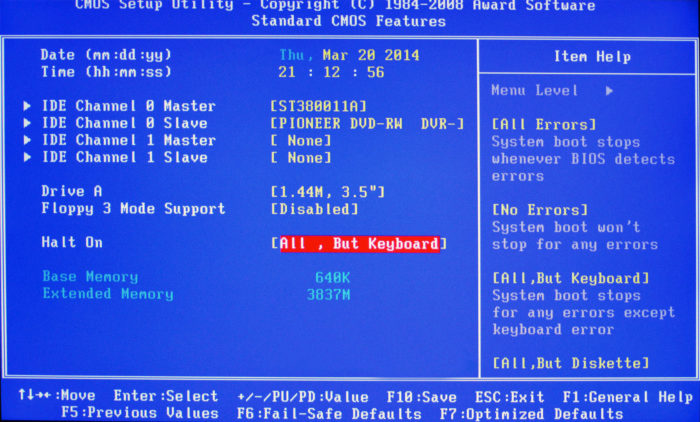 CMOS Setup Utility - Copyright (C) 1984-2008 Award Software
Standard CMOS Features
Date (mm:dd:yy) Thu, Mar 20 2014
Time (hh:mm:ss) 21 : 12 : 56
IDE Channel 0 Master [ST380011A]
IDE Channel 0 Slave [PIONEER DVD-RW DVR-]
IDE Channel 1 Master [ None]
IDE Channel 1 Slave [ None]
Drive A [1.44M, 3.5"]
Floppy 3 Mode Support [Disabled]
Halt On [All , But Keyboard]
Base Memory 640K
Extended Memory 3837M
Item Help
Menu Level ▶
[All Errors]
System boot stops
whenever BIOS detects
errors
[No Errors]
System boot won't
stop for any errors
[All,But Keyboard]
System boot stops
for any errors except
keyboard error
[All,But Diskette]
↑↓→←:Move Enter:Select +/-/PU/PD:Value F10:Save ESC:Exit F1:General Help
F5:Previous Values F6:Fail-Safe Defaults F7:Optimized Defaults